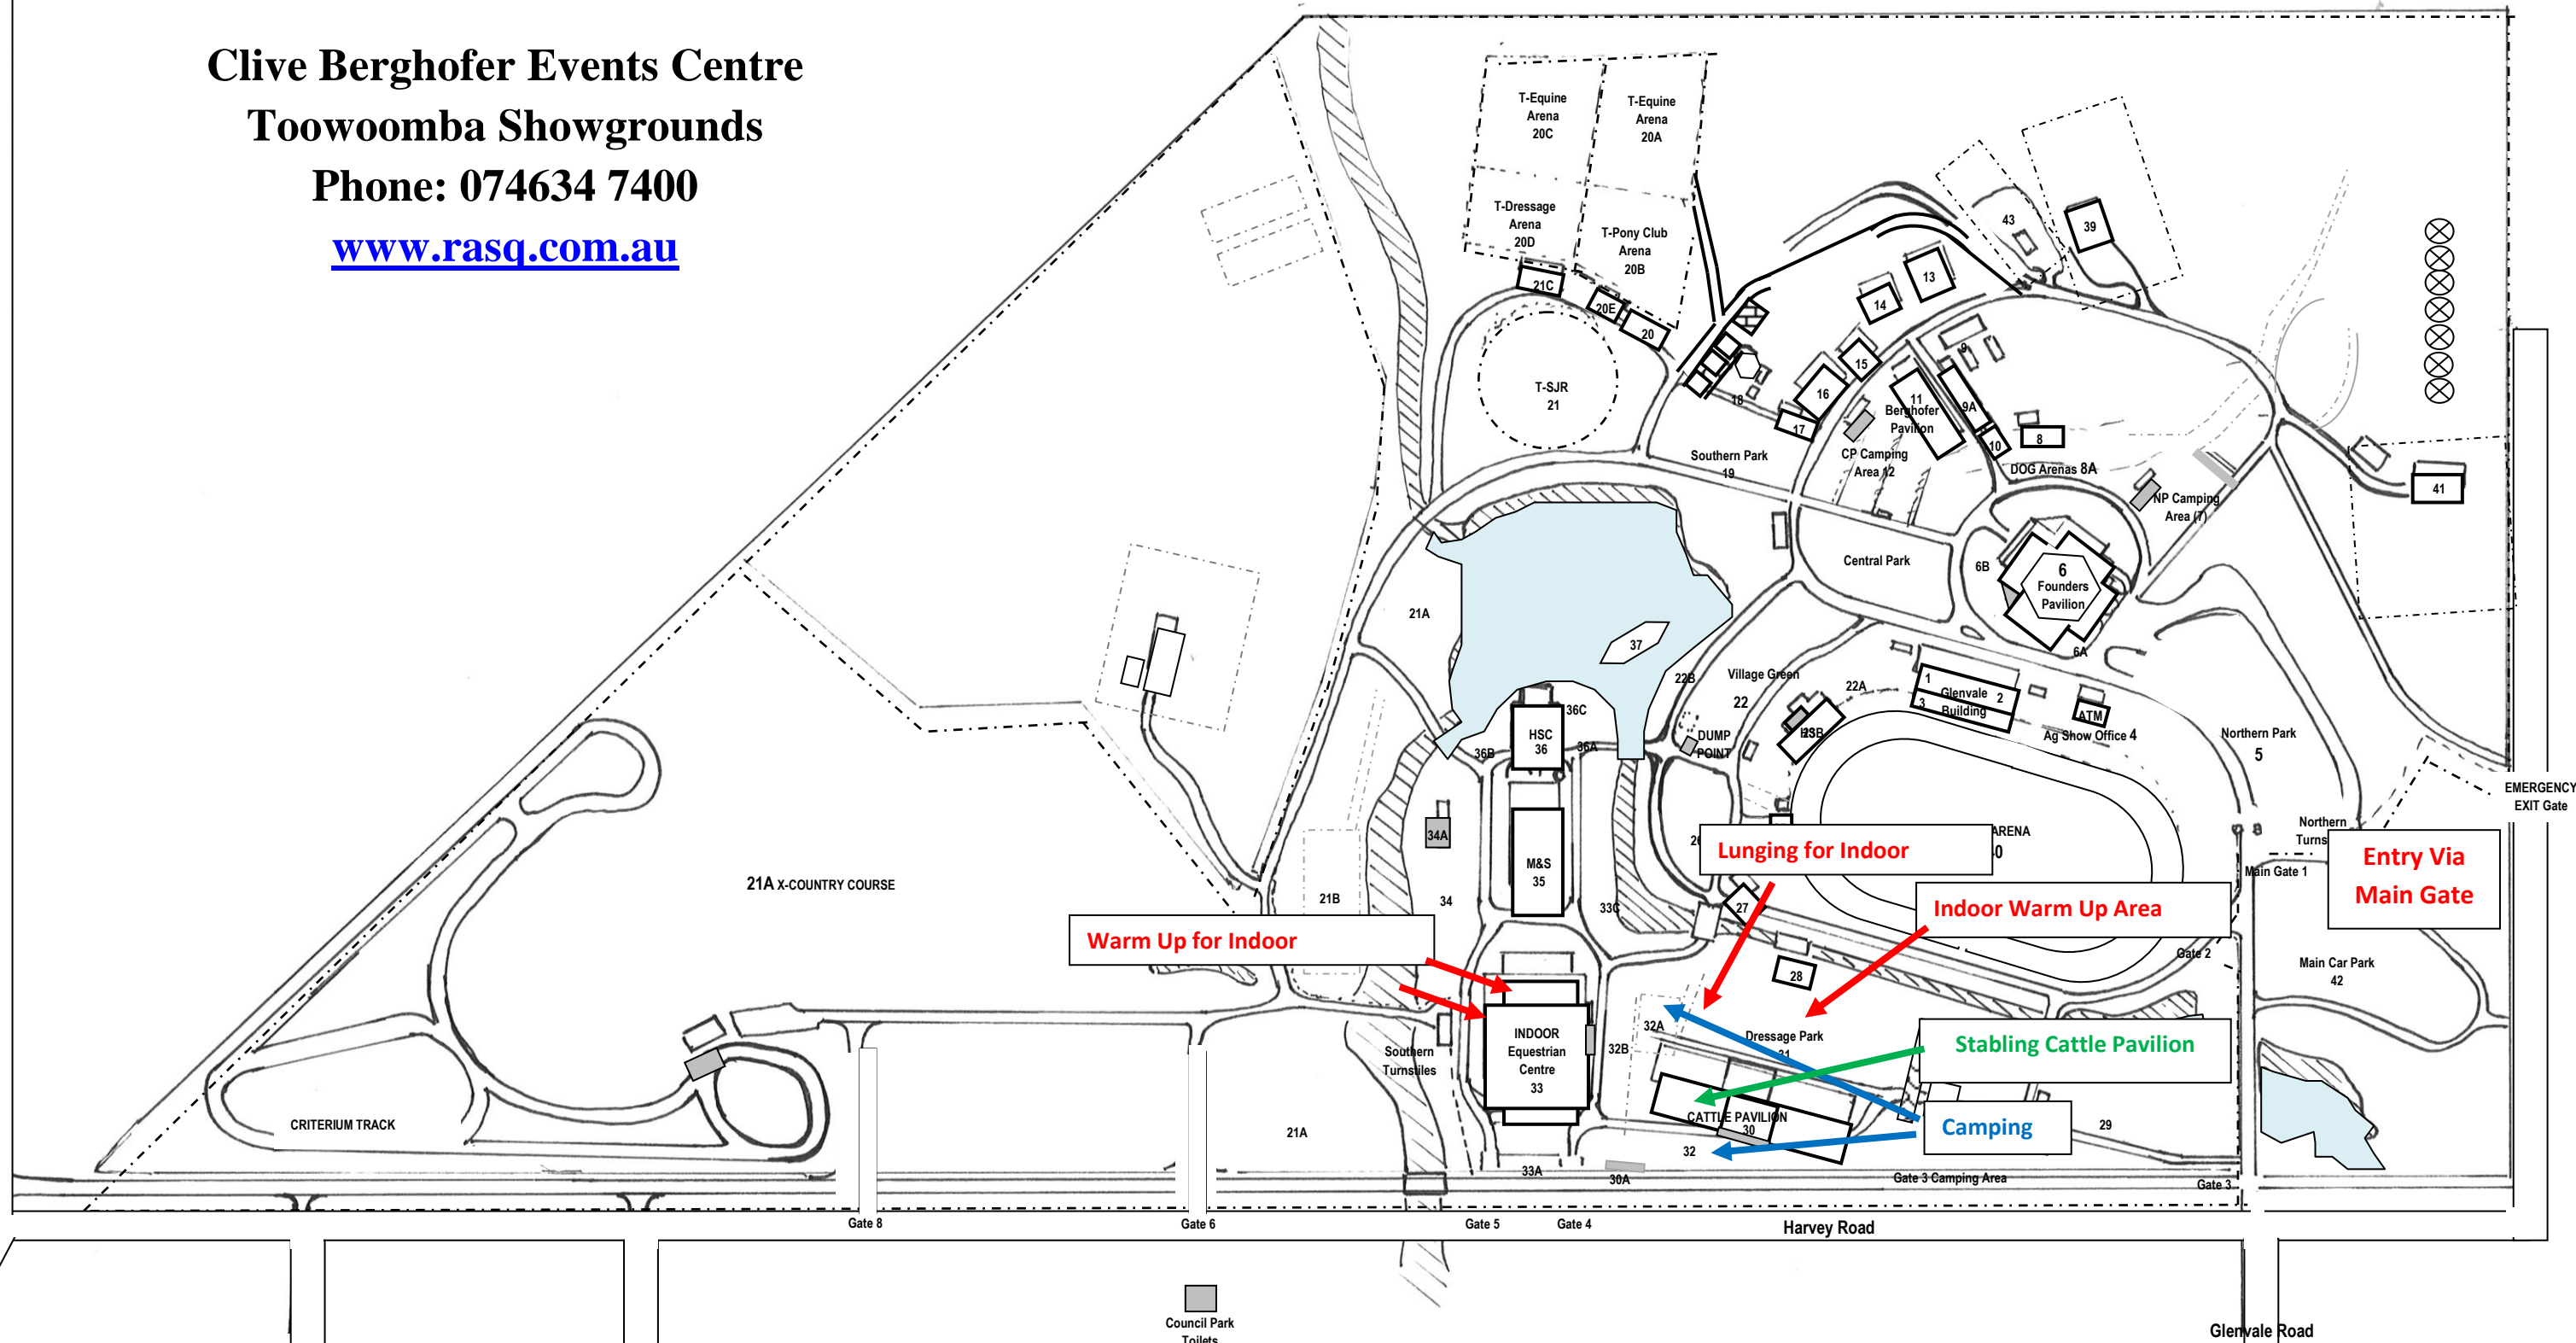 Clive Berghofer Events Centre
Toowoomba Showgrounds
Phone: 074634 7400
www.rasq.com.au
T-Equine
Arena
20C
T-Equine
Arena
20A
T-Dressage
Arena
20D
T-Pony Club
Arena
20B
21C
20E
20
T-SJR
21
43
39
13
14
15
16
17
18
9
9A
10
11
Berghofer
Pavilion
8
DOG Arenas 8A
CP Camping
Area 12
Southern Park
19
NP Camping
Area (7)
41
Central Park
6B
6
Founders
Pavilion
6A
21A
37
22B
Village Green
22
22A
1
2
3
Glenvale
Building
ATM
Ag Show Office 4
Northern Park
5
EMERGENCY
EXIT Gate
HSC
36
36C
36B
36A
DUMP
POINT
34A
M&S
35
34
33C
21B
21A X-COUNTRY COURSE
Lunging for Indoor
ARENA
Northern
Main Gate 1
Entry Via
Main Gate
Indoor Warm Up Area
27
Warm Up for Indoor
28
Gate 2
Main Car Park
42
INDOOR
Equestrian
Centre
33
32A
32B
Dressage Park
31
Stabling Cattle Pavilion
Southern
Turnstiles
CATTLE PAVILION
30
Camping
29
32
CRITERIUM TRACK
21A
33A
30A
Gate 3 Camping Area
Gate 3
Gate 8
Gate 6
Gate 5
Gate 4
Harvey Road
Council Park
Toilets
Glenvale Road